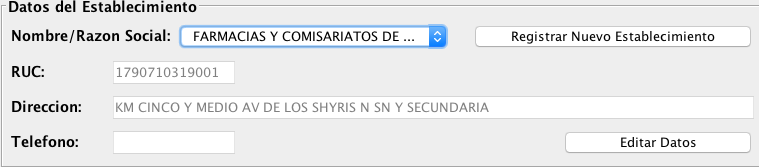 Datos del Establecimiento
Nombre/Razon Social: FARMACIAS Y COMISARIATOS DE ... Registrar Nuevo Establecimiento
RUC: 1790710319001
Direccion: KM CINCO Y MEDIO AV DE LOS SHYRIS N SN Y SECUNDARIA
Telefono: Editar Datos